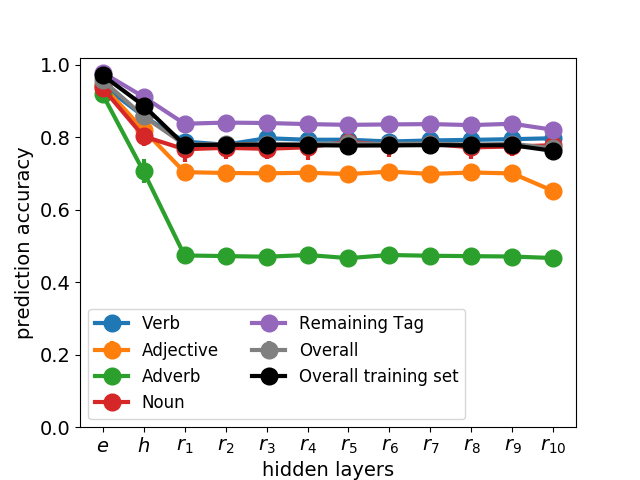 1.0
0.8
0.6
0.4
0.2
0.0
prediction accuracy
Verb
Adjective
Adverb
Noun
Remaining Tag
Overall
Overall training set
e h r1 r2 r3 r4 r5 r6 r7 r8 r9 r10
hidden layers